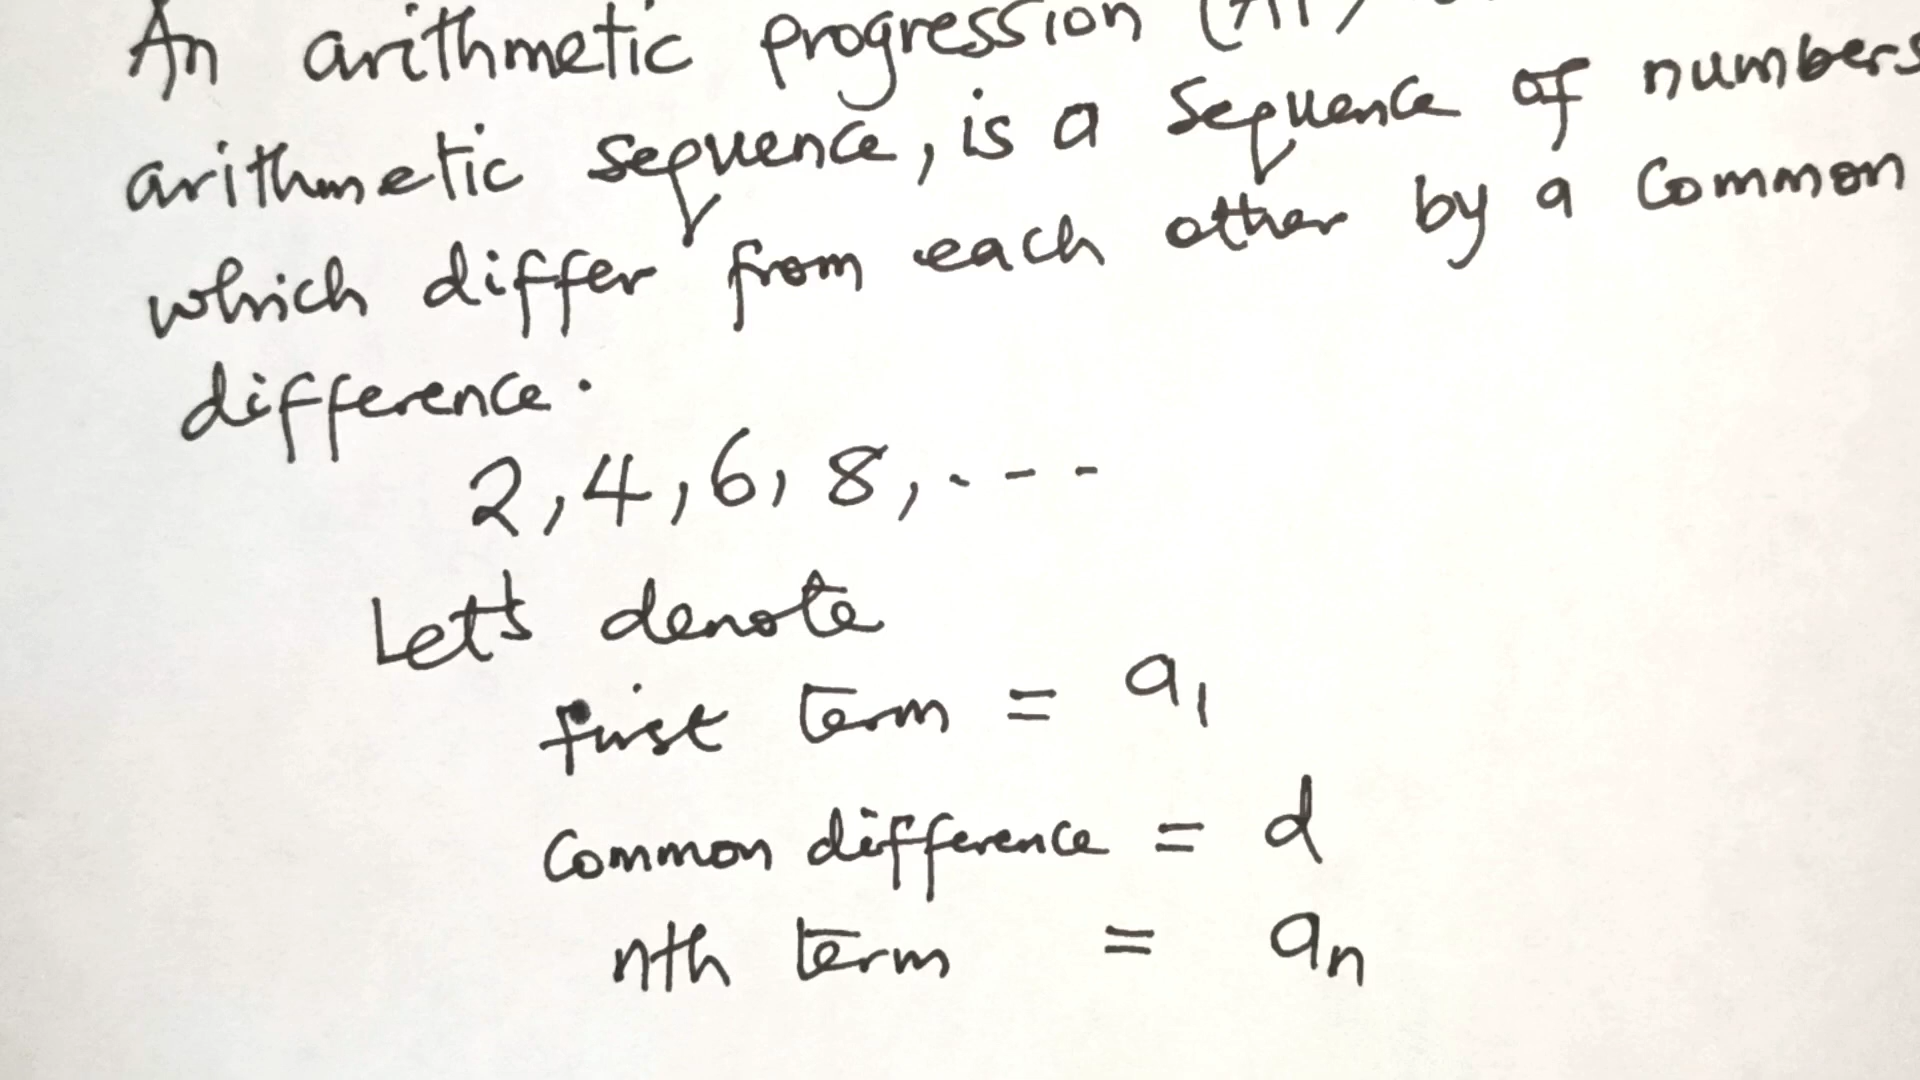 An arithmetic progression (AP)
arithmetic sequence, is a sequence of numbers
which differ from each other by a common
difference.
2, 4, 6, 8, ----
Let's denote
first term = a₁
Common difference = d
nth term = aₙ